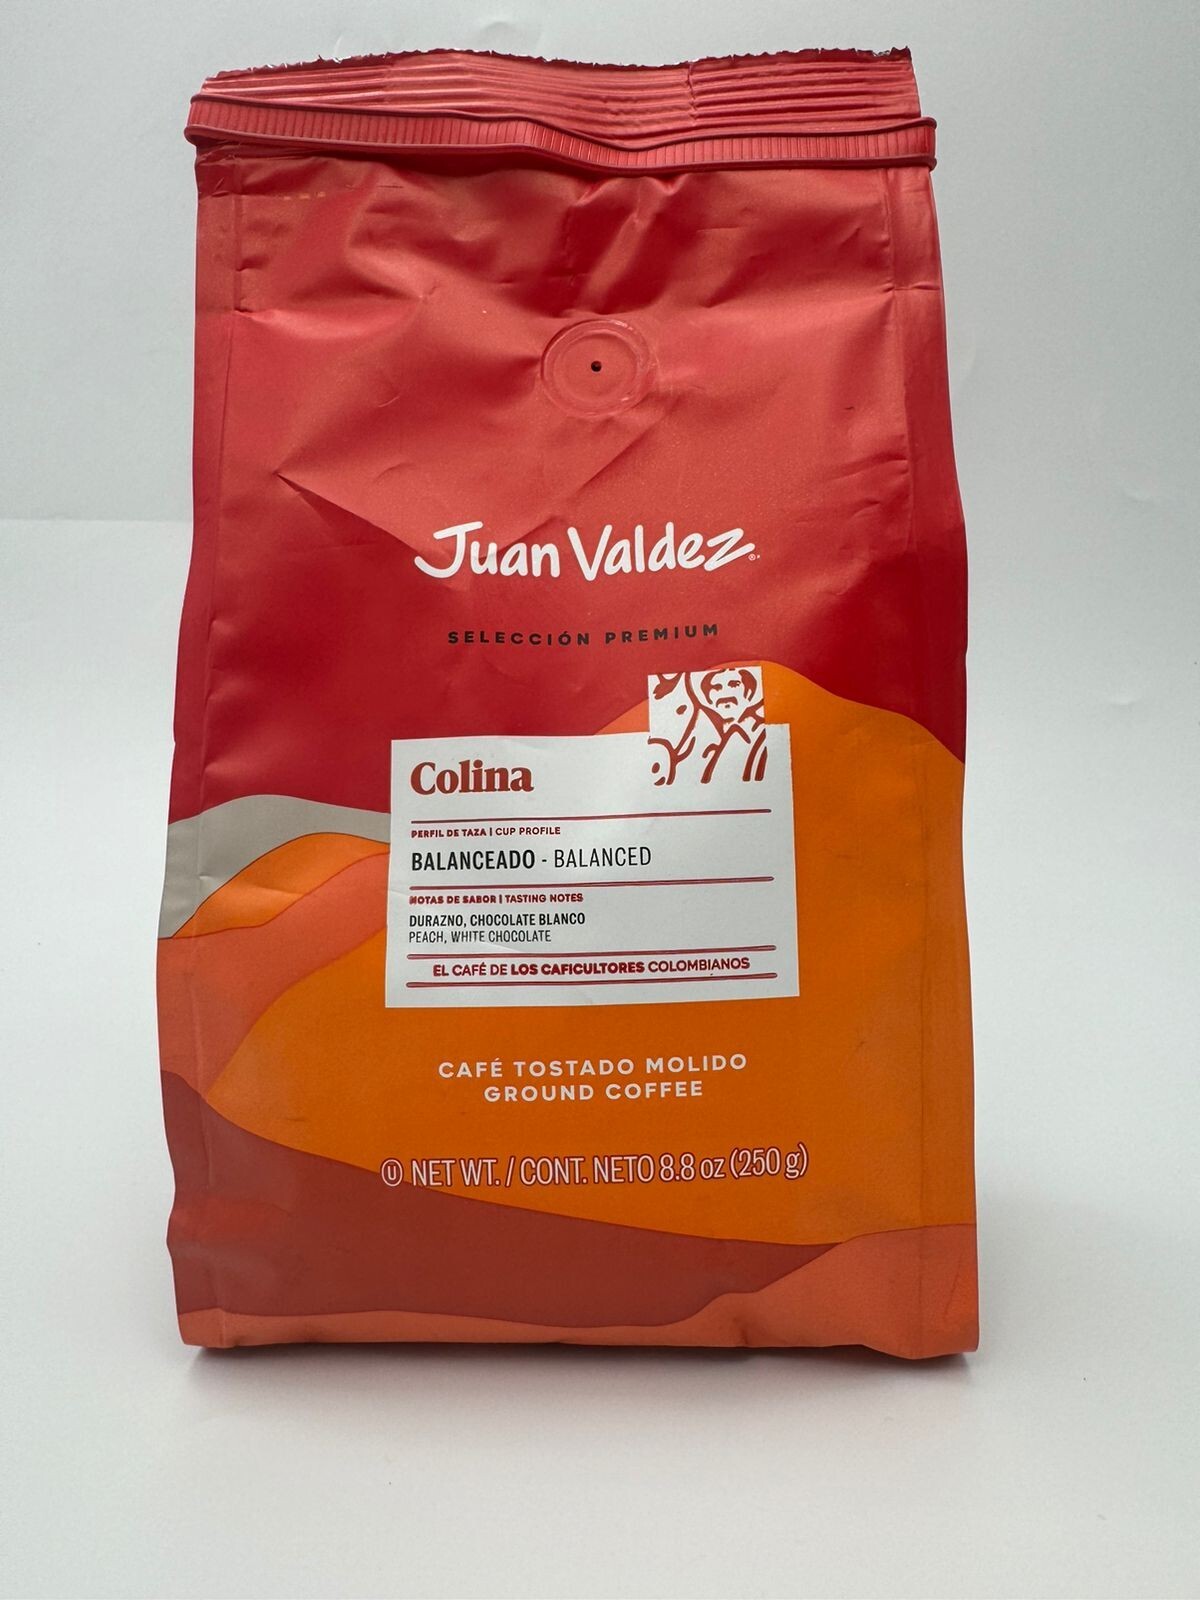 Juan Valdez
SELECCIÓN PREMIUM
Colina
PERFIL DE TAZA | CUP PROFILE
BALANCEADO - BALANCED
NOTAS DE SABOR | TASTING NOTES
DURAZNO, CHOCOLATE BLANCO
PEACH, WHITE CHOCOLATE
EL CAFÉ DE LOS CAFICULTORES COLOMBIANOS
CAFÉ TOSTADO MOLIDO
GROUND COFFEE
Ⓤ NET WT. / CONT. NETO 8.8 oz (250 g)